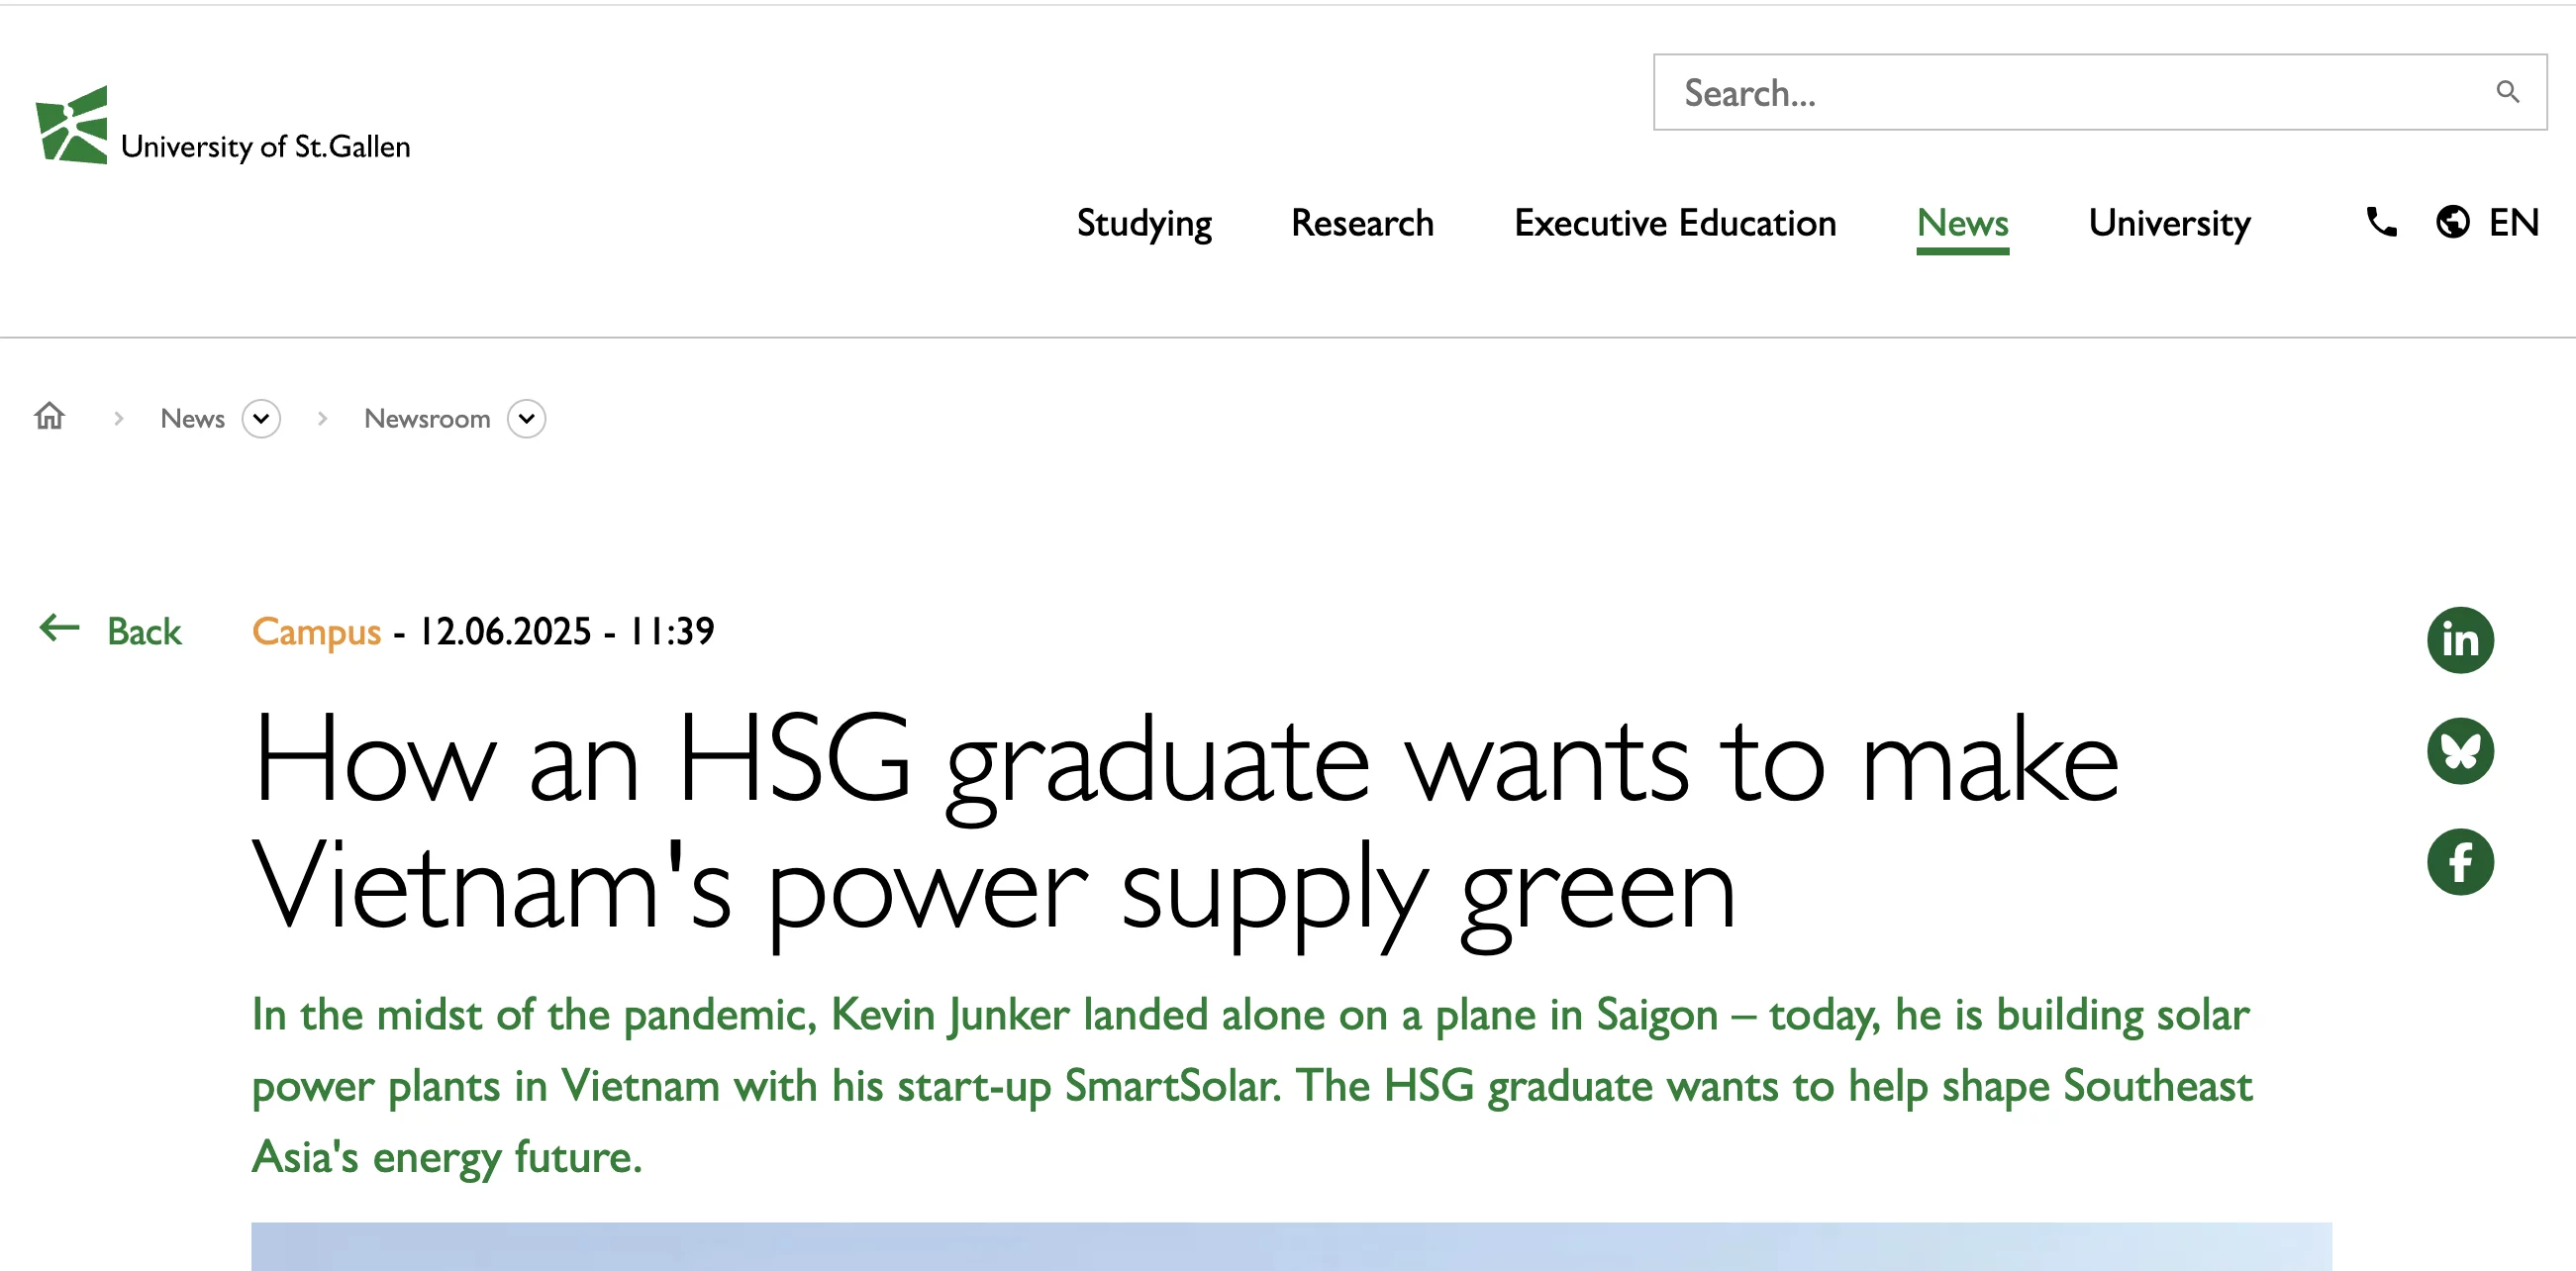 Search...
University of St.Gallen
Studying Research Executive Education News University EN
News Newsroom
Back Campus - 12.06.2025 - 11:39
How an HSG graduate wants to make
Vietnam's power supply green
In the midst of the pandemic, Kevin Junker landed alone on a plane in Saigon – today, he is building solar
power plants in Vietnam with his start-up SmartSolar. The HSG graduate wants to help shape Southeast
Asia's energy future.
in
f